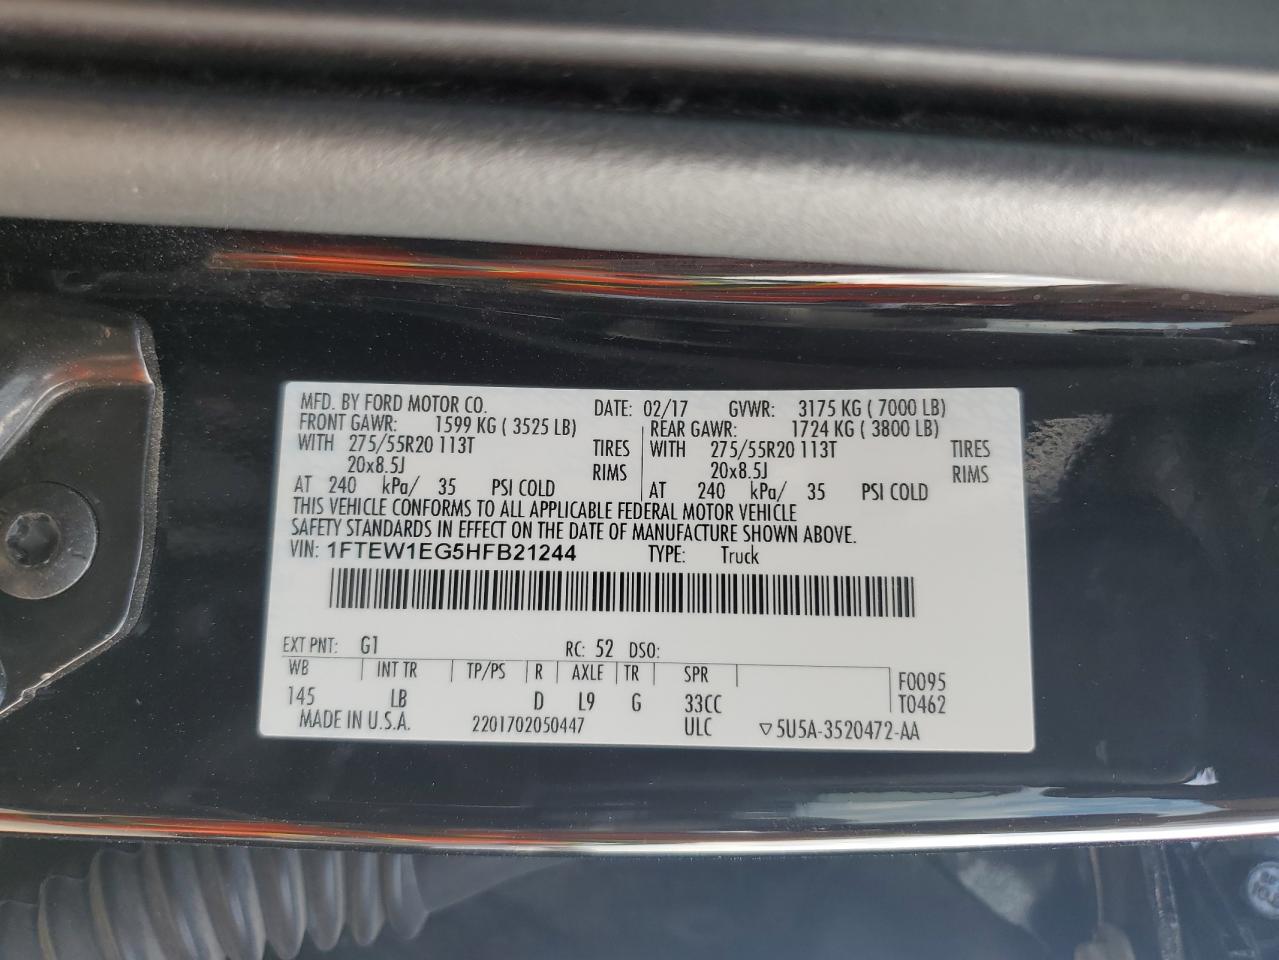 MFD. BY FORD MOTOR CO. DATE: 02/17 GVWR: 3175 KG ( 7000 LB)
FRONT GAWR: 1599 KG ( 3525 LB) REAR GAWR: 1724 KG ( 3800 LB)
WITH 275/55R20 113T TIRES WITH 275/55R20 113T TIRES
20x8.5J RIMS 20x8.5J RIMS
AT 240 kPa/ 35 PSI COLD AT 240 kPa/ 35 PSI COLD
THIS VEHICLE CONFORMS TO ALL APPLICABLE FEDERAL MOTOR VEHICLE
SAFETY STANDARDS IN EFFECT ON THE DATE OF MANUFACTURE SHOWN ABOVE.
VIN: 1FTEW1EG5HFB21244 TYPE: Truck
EXT PNT: G1 RC: 52 DSO:
WB INT TR TP/PS R AXLE TR SPR F0095
145 LB D L9 G 33CC T0462
MADE IN U.S.A. 2201702050447 ULC ▽5U5A-3520472-AA